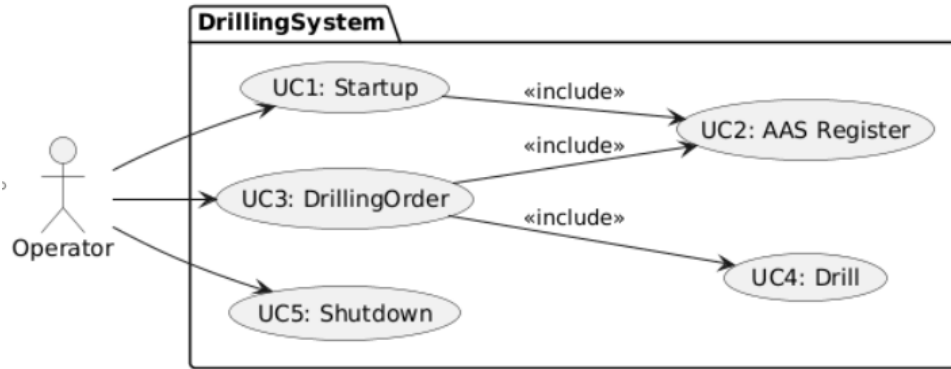 DrillingSystem
UC1: Startup
«include»
UC2: AAS Register
«include»
UC3: DrillingOrder
«include»
Operator
UC4: Drill
UC5: Shutdown